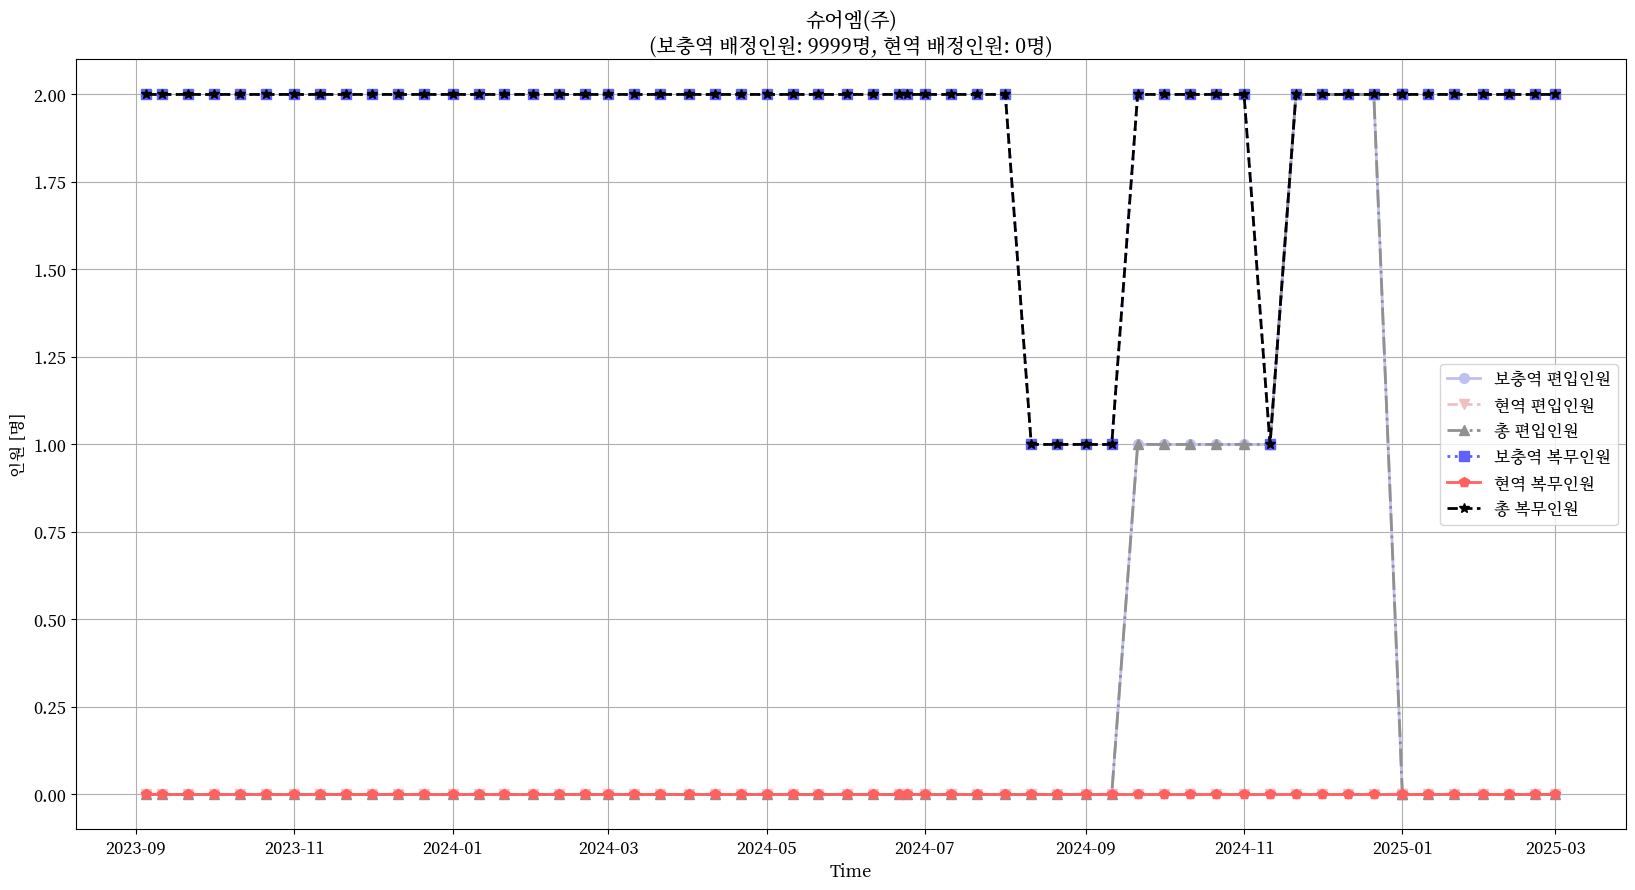 슈어엠(주)
(보충역 배정인원: 9999명, 현역 배정인원: 0명)
2.00
1.75
1.50
1.25
1.00
0.75
0.50
0.25
0.00
인원 [명]
보충역 편입인원
현역 편입인원
총 편입인원
보충역 복무인원
현역 복무인원
총 복무인원
2023-09
2023-11
2024-01
2024-03
2024-05
2024-07
2024-09
2024-11
2025-01
2025-03
Time